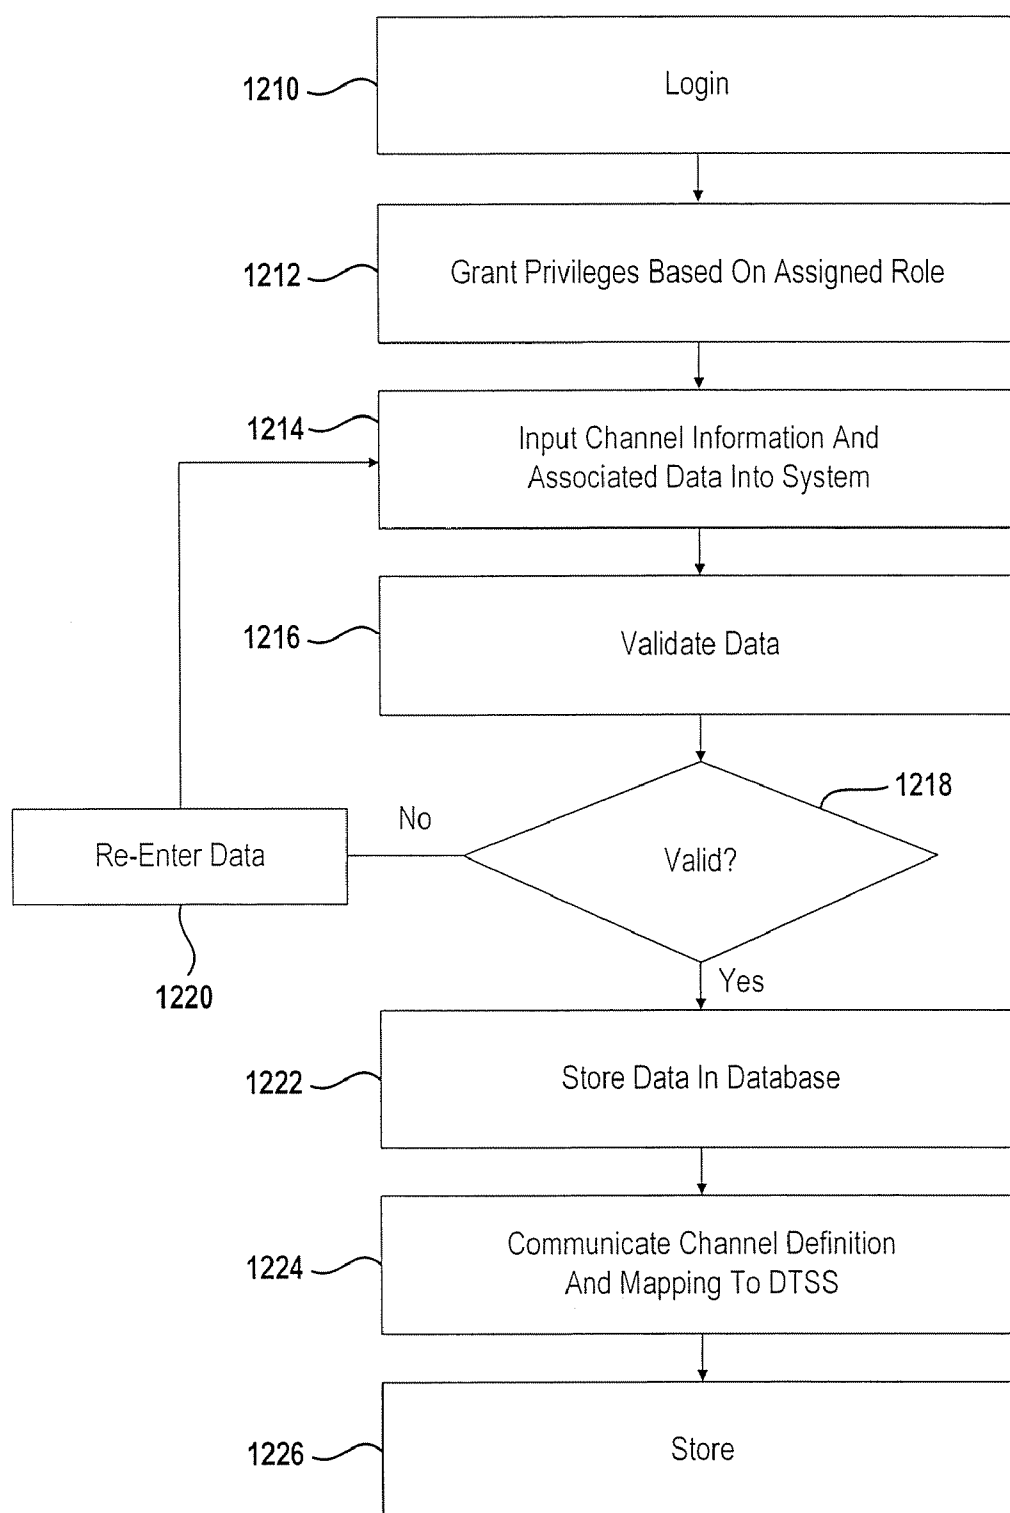 1210
Login
1212
Grant Privileges Based On Assigned Role
1214
Input Channel Information And
Associated Data Into System
1216
Validate Data
1218
No
Re-Enter Data
Valid?
1220
Yes
1222
Store Data In Database
1224
Communicate Channel Definition
And Mapping To DTSS
1226
Store